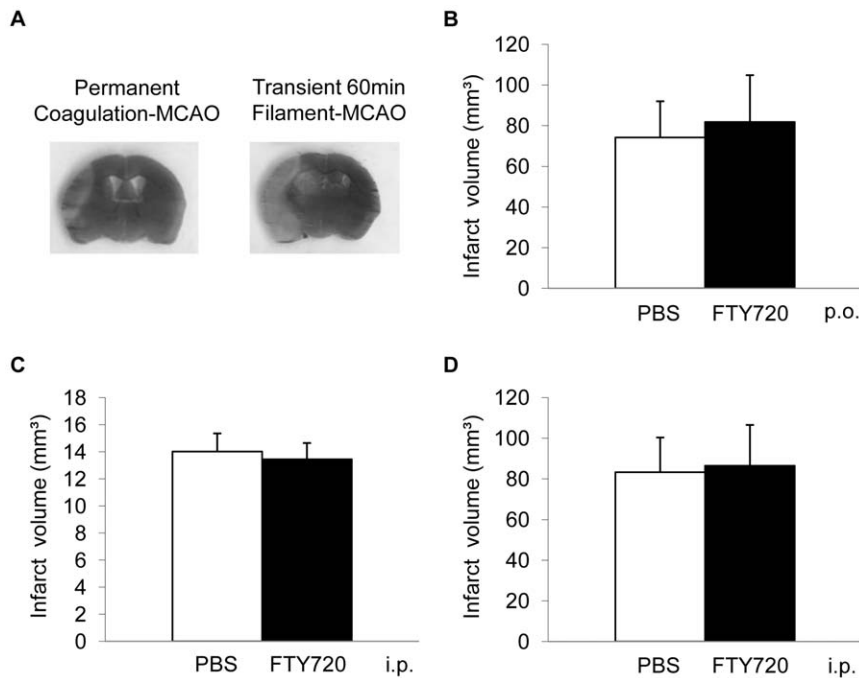 A
Permanent
Coagulation-MCAO
Transient 60min
Filament-MCAO
B
Infarct volume (mm³)
120
100
80
60
40
20
0
PBS FTY720 p.o.
C
Infarct volume (mm³)
18
16
14
12
10
8
6
4
2
0
PBS FTY720 i.p.
D
Infarct volume (mm³)
120
100
80
60
40
20
0
PBS FTY720 i.p.